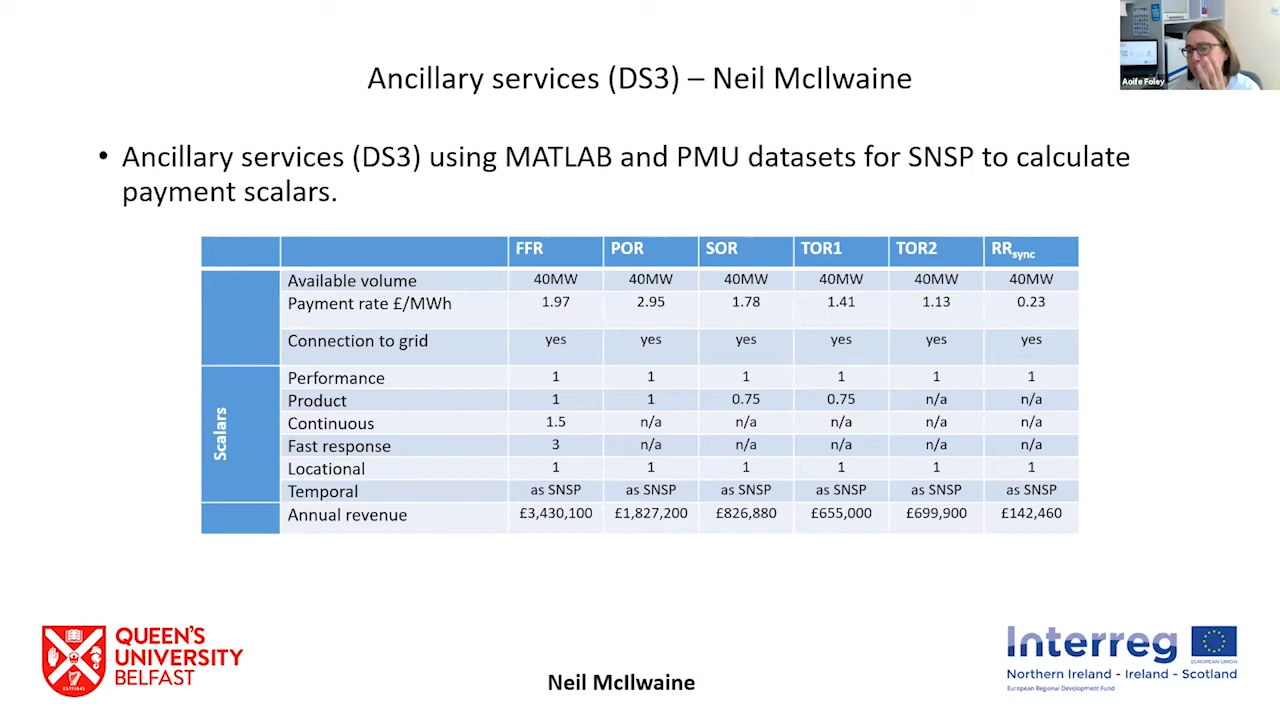 Ancillary services (DS3) – Neil McIlwaine
Aoife Foley
• Ancillary services (DS3) using MATLAB and PMU datasets for SNSP to calculate
payment scalars.
FFR POR SOR TOR1 TOR2 RRsync
Available volume 40MW 40MW 40MW 40MW 40MW 40MW
Payment rate £/MWh 1.97 2.95 1.78 1.41 1.13 0.23
Connection to grid yes yes yes yes yes yes
Scalars
Performance 1 1 1 1 1 1
Product 1 1 0.75 0.75 n/a n/a
Continuous 1.5 n/a n/a n/a n/a n/a
Fast response 3 n/a n/a n/a n/a n/a
Locational 1 1 1 1 1 1
Temporal as SNSP as SNSP as SNSP as SNSP as SNSP as SNSP
Annual revenue £3,430,100 £1,827,200 £826,880 £655,000 £699,900 £142,460
QUEEN'S
UNIVERSITY
BELFAST
Neil McIlwaine
Interreg
EUROPEAN UNION
Northern Ireland - Ireland - Scotland
European Regional Development Fund